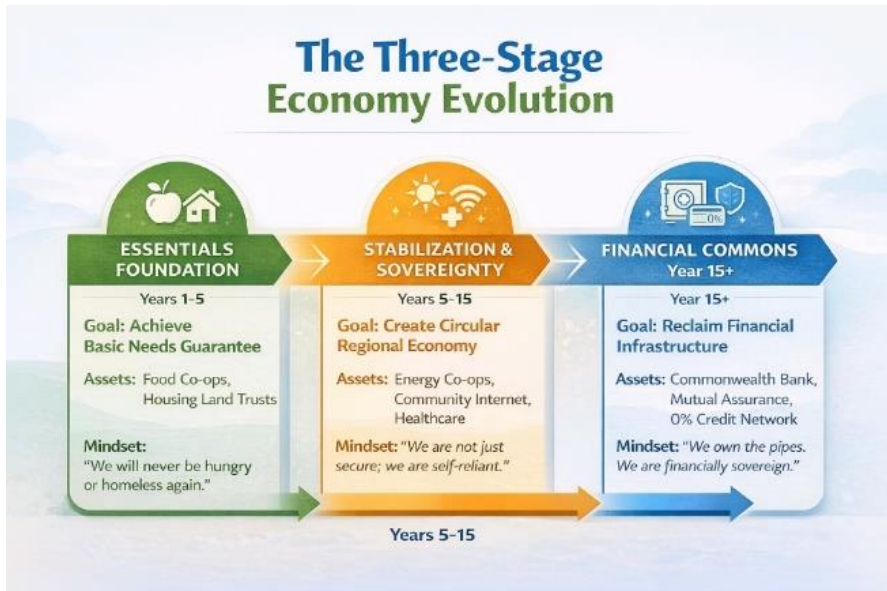 The Three-Stage
Economy Evolution
0%
ESSENTIALS
FOUNDATION
Years 1-5
Goal: Achieve
Basic Needs Guarantee
Assets: Food Co-ops,
Housing Land Trusts
Mindset:
“We will never be hungry
or homeless again.”
STABILIZATION &
SOVEREIGNTY
Years 5-15
Goal: Create Circular
Regional Economy
Assets: Energy Co-ops,
Community Internet,
Healthcare
Mindset: “We are not just
secure; we are self-reliant.”
FINANCIAL COMMONS
Year 15+
Year 15+
Goal: Reclaim Financial
Infrastructure
Assets: Commonwealth Bank,
Mutual Assurance,
0% Credit Network
Mindset: “We own the pipes.
We are financially sovereign.”
Years 5-15